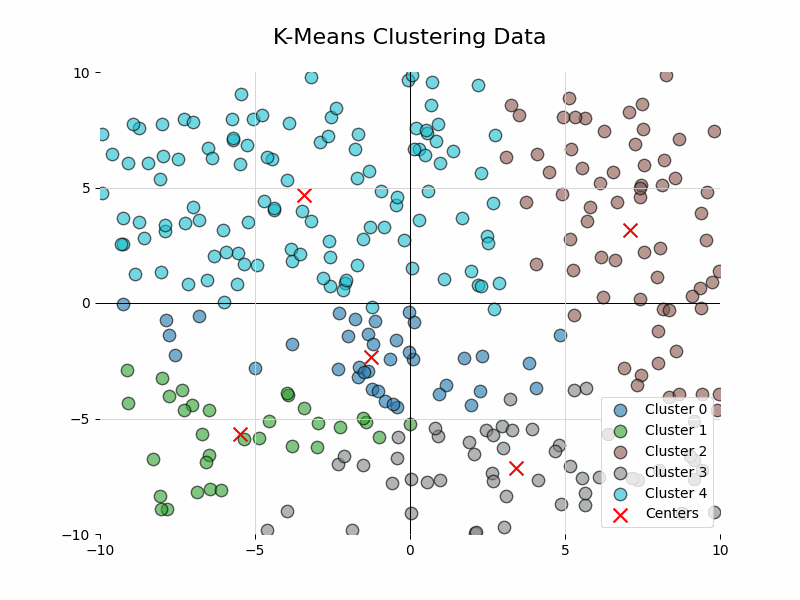 K-Means Clustering Data
10
5
0
−5
−10
−10
−5
0
5
10
Cluster 0
Cluster 1
Cluster 2
Cluster 3
Cluster 4
Centers